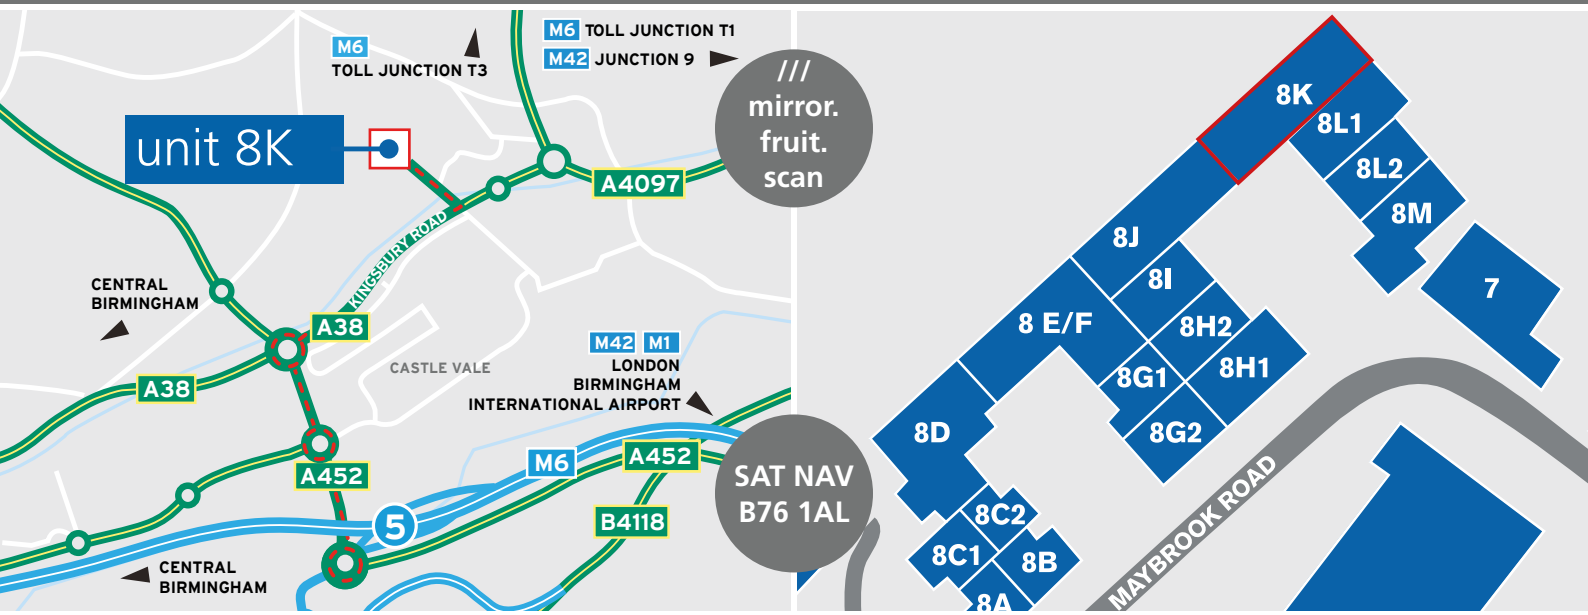 M6
TOLL JUNCTION T3
M6 TOLL JUNCTION T1
M42 JUNCTION 9
///
mirror.
fruit.
scan
unit 8K
A4097
KINGSBURY ROAD
CENTRAL
BIRMINGHAM
A38
A38
CASTLE VALE
M42 M1
LONDON
BIRMINGHAM
INTERNATIONAL AIRPORT
A452
M6
A452
B4118
5
CENTRAL
BIRMINGHAM
SAT NAV
B76 1AL
8K
8L1
8L2
8M
7
8J
8I
8 E/F
8H2
8H1
8G1
8G2
8D
8C2
8C1
8B
8A
MAYBROOK ROAD